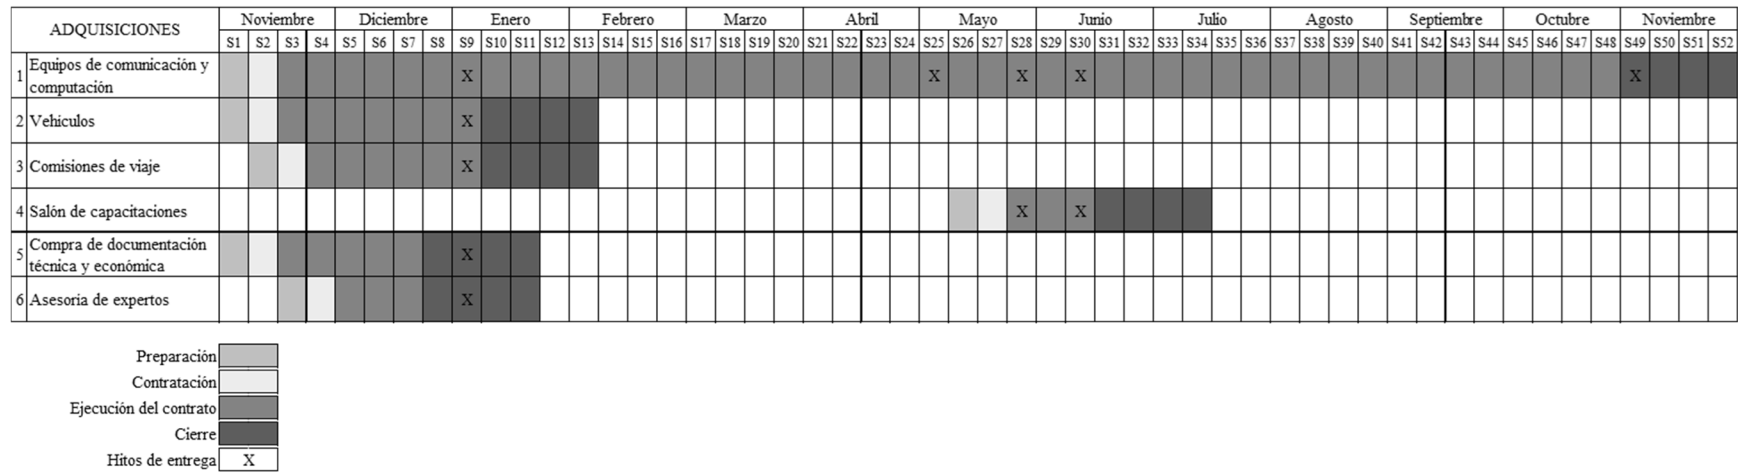 ADQUISICIONES Noviembre Diciembre Enero Febrero Marzo Abril Mayo Junio Julio Agosto Septiembre Octubre Noviembre
S1 S2 S3 S4 S5 S6 S7 S8 S9 S10 S11 S12 S13 S14 S15 S16 S17 S18 S19 S20 S21 S22 S23 S24 S25 S26 S27 S28 S29 S30 S31 S32 S33 S34 S35 S36 S37 S38 S39 S40 S41 S42 S43 S44 S45 S46 S47 S48 S49 S50 S51 S52
1 Equipos de comunicación y
computación X X X X X
2 Vehículos X
3 Comisiones de viaje X
4 Salón de capacitaciones X X
5 Compra de documentación
técnica y económica X
6 Asesoría de expertos X
Preparación
Contratación
Ejecución del contrato
Cierre
Hitos de entrega X